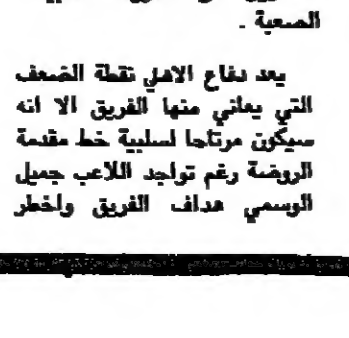 الصعبة .
يعد دفاع الاهلي نقطة الضعف
التي يعاني منها الفريق الا انه
سيكون مرتاحا لسلبية خط مقدمة
الروضة رغم تواجد اللاعب جميل
الوسمي هداف الفريق واخطر